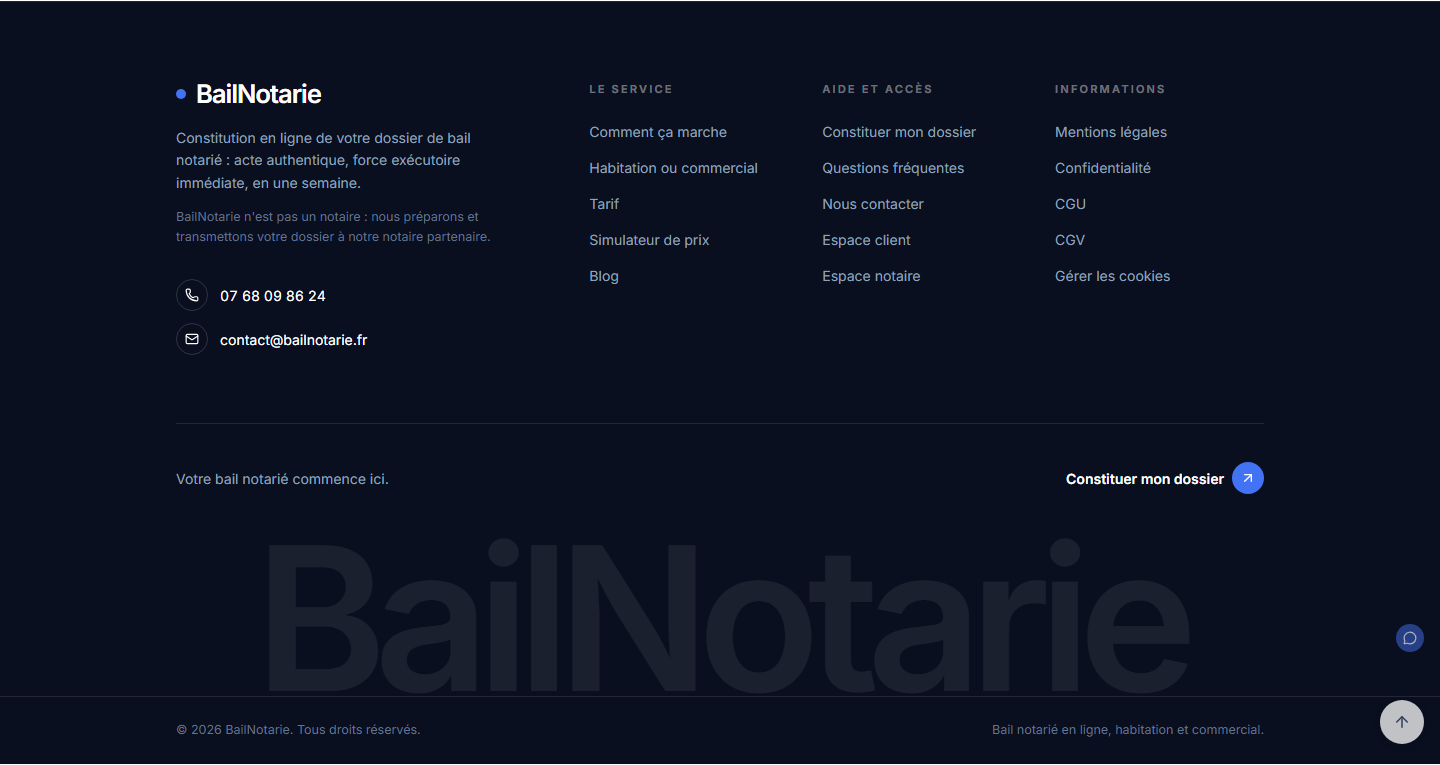 BailNotarie
Constitution en ligne de votre dossier de bail
notarié : acte authentique, force exécutoire
immédiate, en une semaine.
BailNotarie n'est pas un notaire : nous préparons et
transmettons votre dossier à notre notaire partenaire.
07 68 09 86 24
contact@bailnotarie.fr
LE SERVICE
Comment ça marche
Habitation ou commercial
Tarif
Simulateur de prix
Blog
AIDE ET ACCÈS
Constituer mon dossier
Questions fréquentes
Nous contacter
Espace client
Espace notaire
INFORMATIONS
Mentions légales
Confidentialité
CGU
CGV
Gérer les cookies
Votre bail notarié commence ici.
Constituer mon dossier
BailNotarie
© 2026 BailNotarie. Tous droits réservés.
Bail notarié en ligne, habitation et commercial.